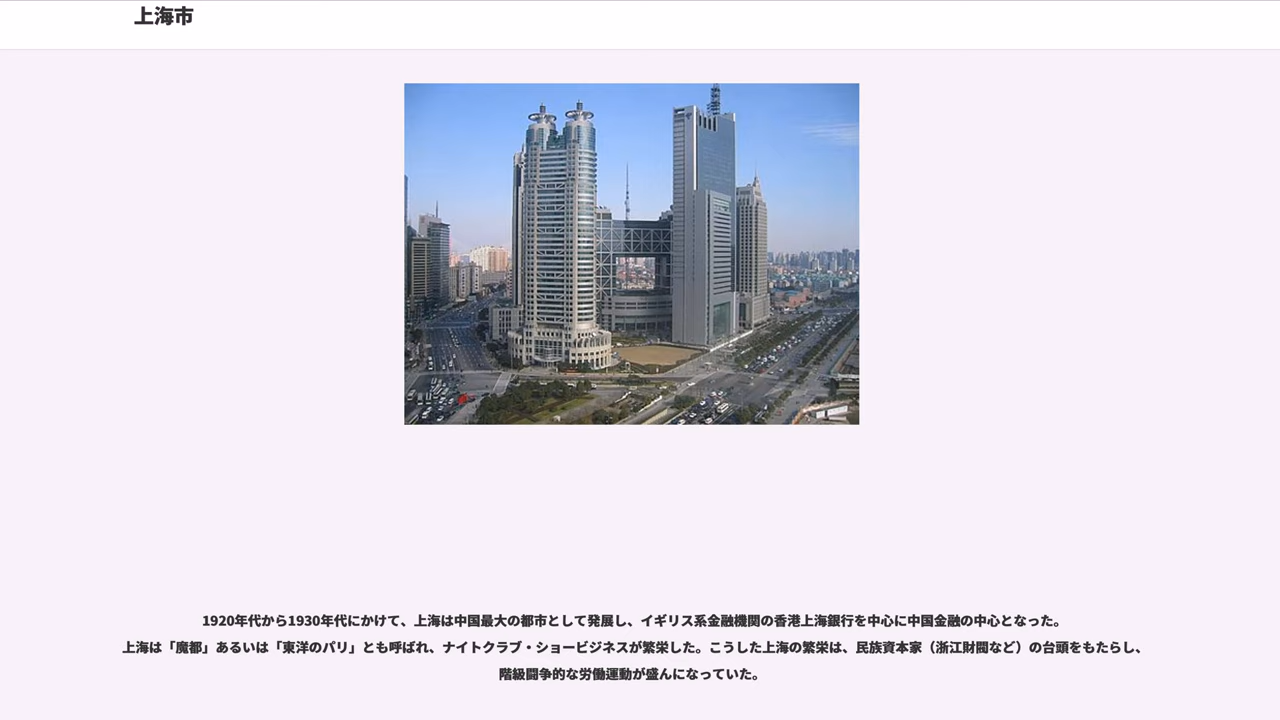 上海市
1920年代から1930年代にかけて、上海は中国最大の都市として発展し、イギリス系金融機関の香港上海銀行を中心に中国金融の中心となった。
上海は「魔都」あるいは「東洋のパリ」とも呼ばれ、ナイトクラブ・ショービジネスが繁栄した。こうした上海の繁栄は、民族資本家（浙江財閥など）の台頭をもたらし、
階級闘争的な労働運動が盛んになっていた。